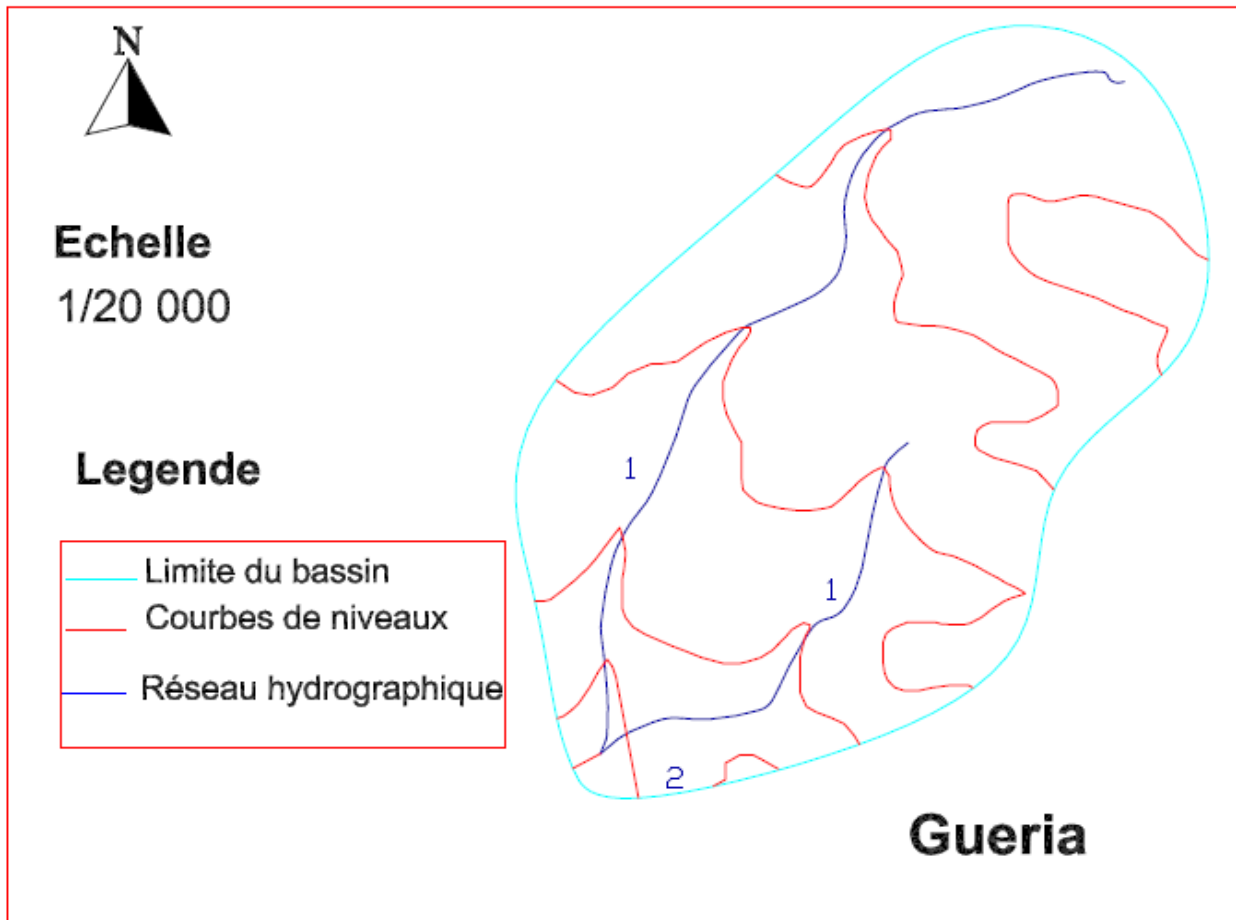 N
Echelle
1/20 000
Legende
Limite du bassin
Courbes de niveaux
Réseau hydrographique
1
1
2
Gueria